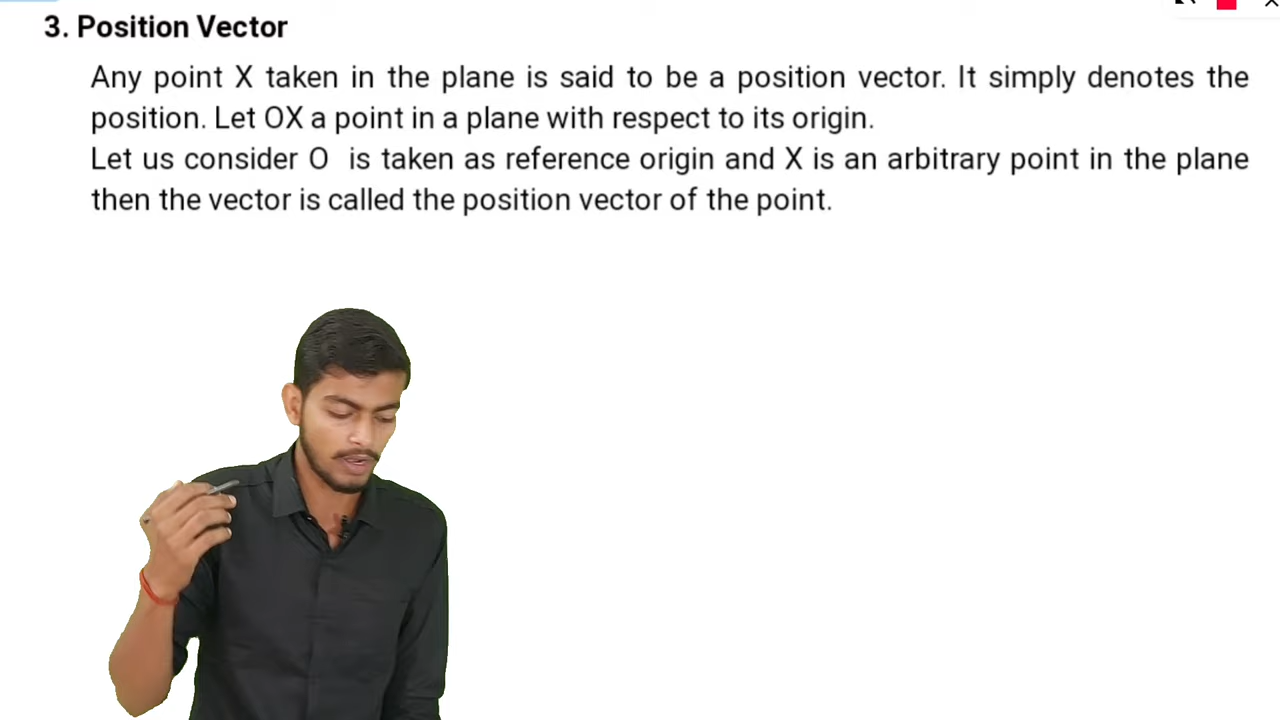 3. Position Vector
Any point X taken in the plane is said to be a position vector. It simply denotes the
position. Let OX a point in a plane with respect to its origin.
Let us consider O is taken as reference origin and X is an arbitrary point in the plane
then the vector is called the position vector of the point.